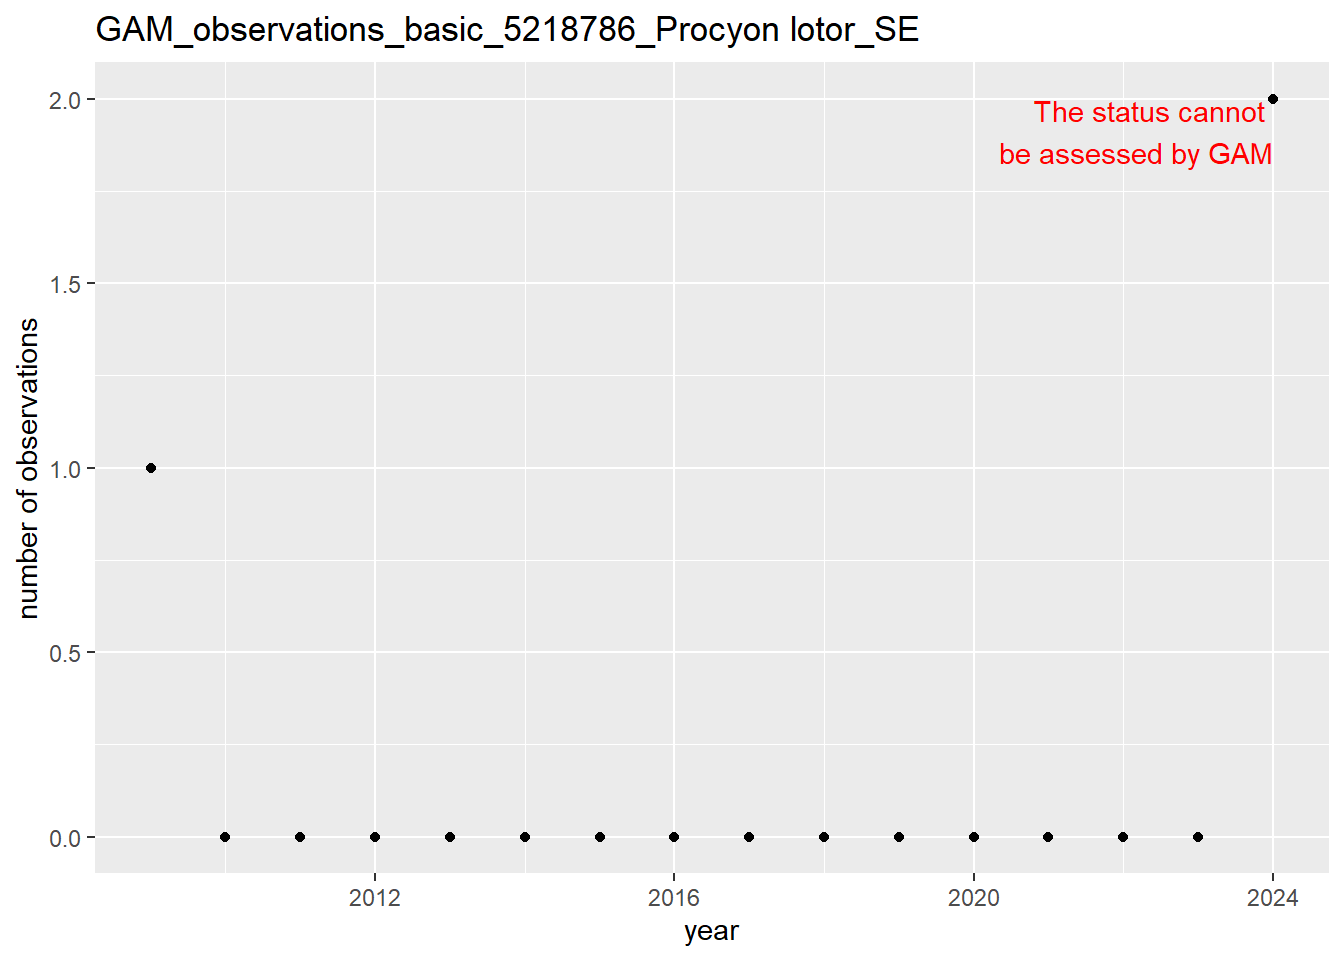 GAM_observations_basic_5218786_Procyon lotor_SE
2.0
The status cannot
be assessed by GAM
1.5
number of observations
1.0
0.5
0.0
2012
2016
2020
2024
year